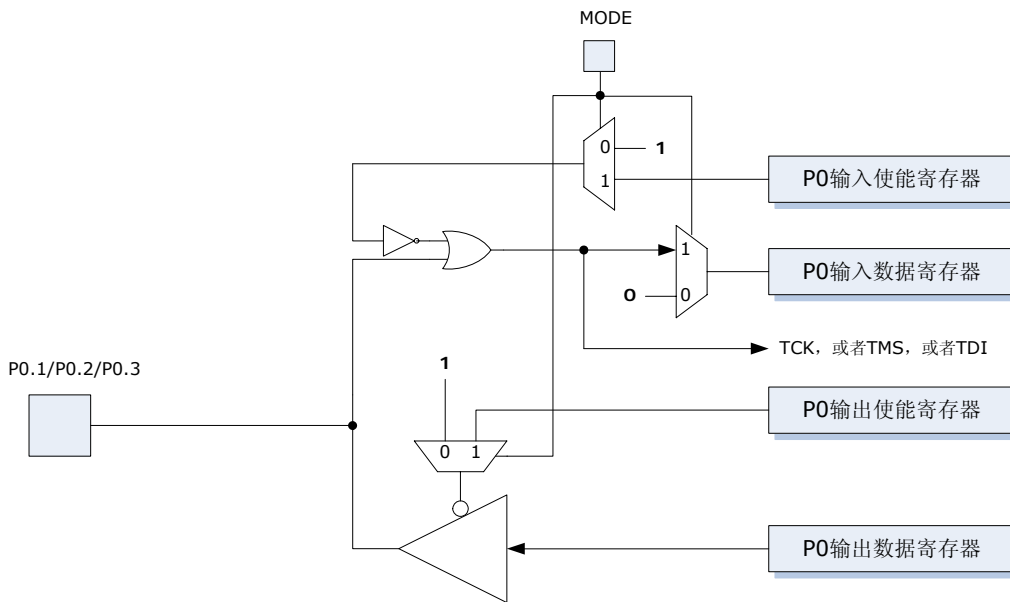 MODE
0
1
1
P0输入使能寄存器
1
0
0
P0输入数据寄存器
TCK，或者TMS，或者TDI
P0.1/P0.2/P0.3
1
0 1
P0输出使能寄存器
P0输出数据寄存器